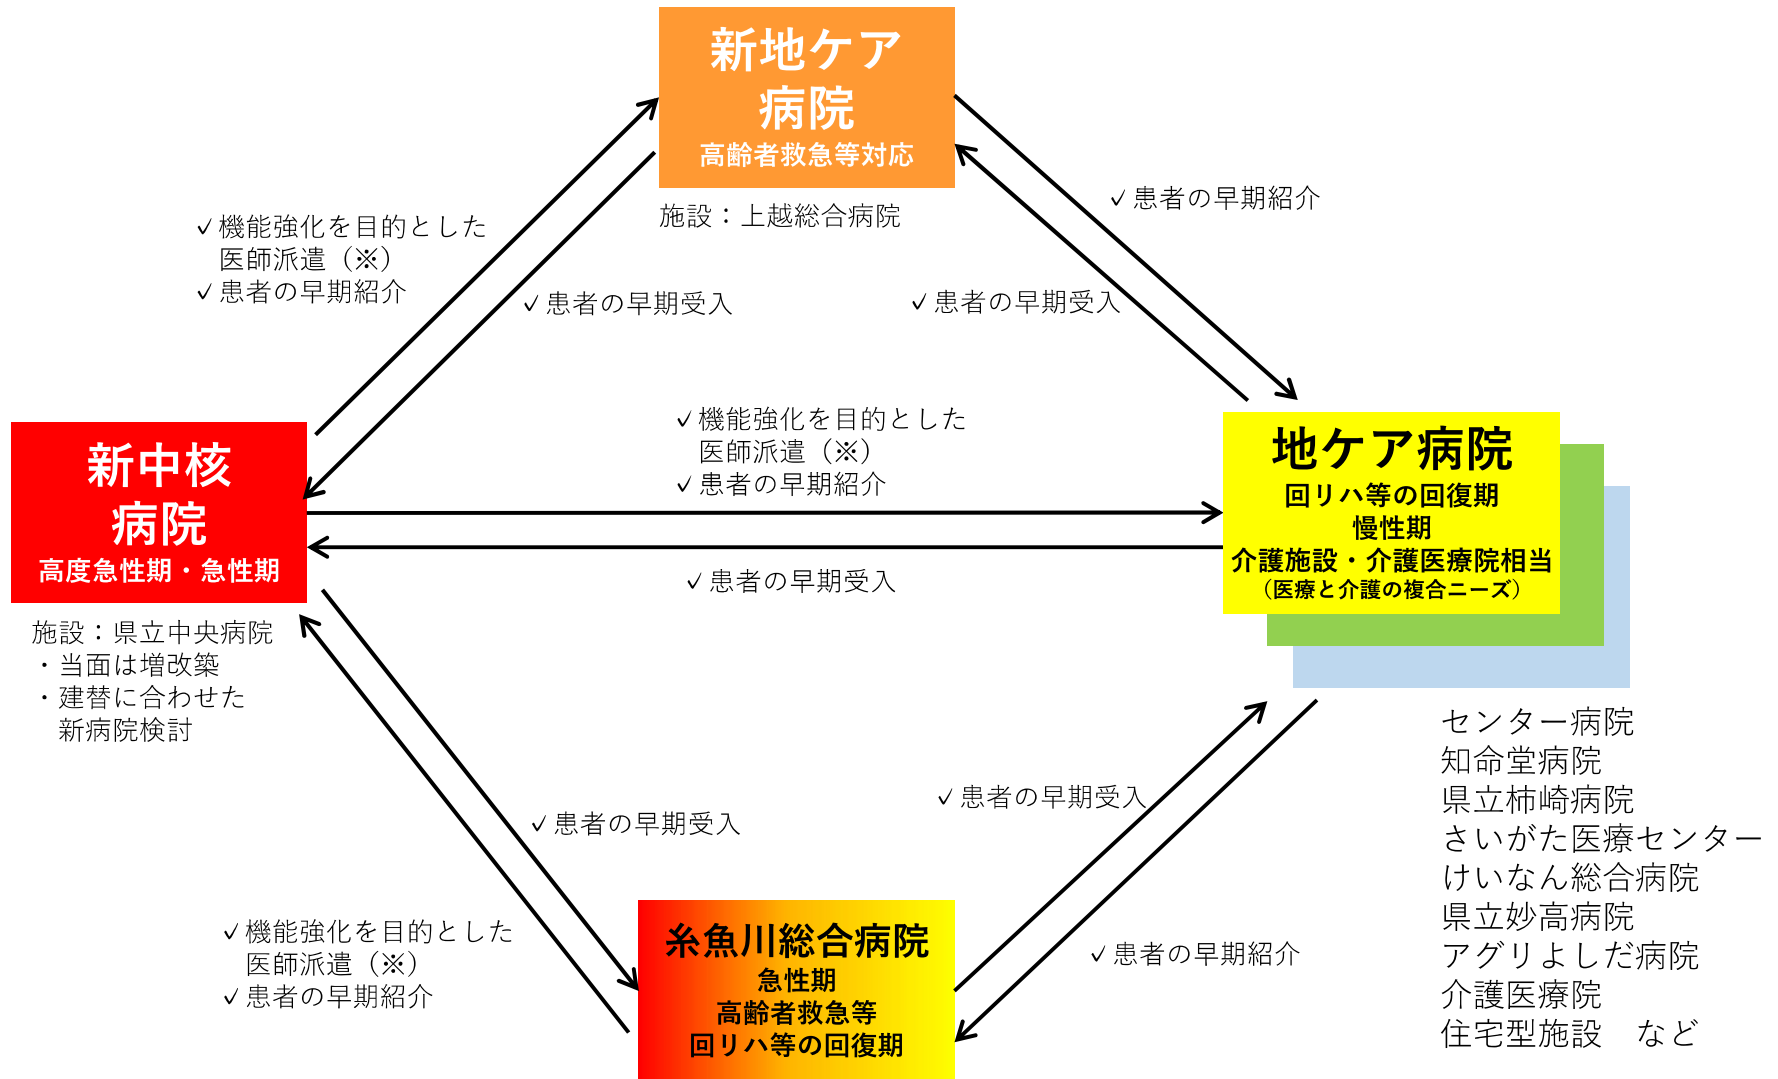 新地ケア
病院
高齢者救急等対応
施設：上越総合病院
✓機能強化を目的とした
医師派遣（※）
✓患者の早期紹介
✓患者の早期受入
✓患者の早期紹介
✓患者の早期受入
✓機能強化を目的とした
医師派遣（※）
✓患者の早期紹介
✓患者の早期受入
新中核
病院
高度急性期・急性期
施設：県立中央病院
・当面は増改築
・建替に合わせた
新病院検討
地ケア病院
回リハ等の回復期
慢性期
介護施設・介護医療院相当
（医療と介護の複合ニーズ）
センター病院
知命堂病院
県立柿崎病院
さいがた医療センター
けいなん総合病院
県立妙高病院
アグリよしだ病院
介護医療院
住宅型施設　など
✓患者の早期受入
✓機能強化を目的とした
医師派遣（※）
✓患者の早期紹介
✓患者の早期受入
✓患者の早期紹介
糸魚川総合病院
急性期
高齢者救急等
回リハ等の回復期